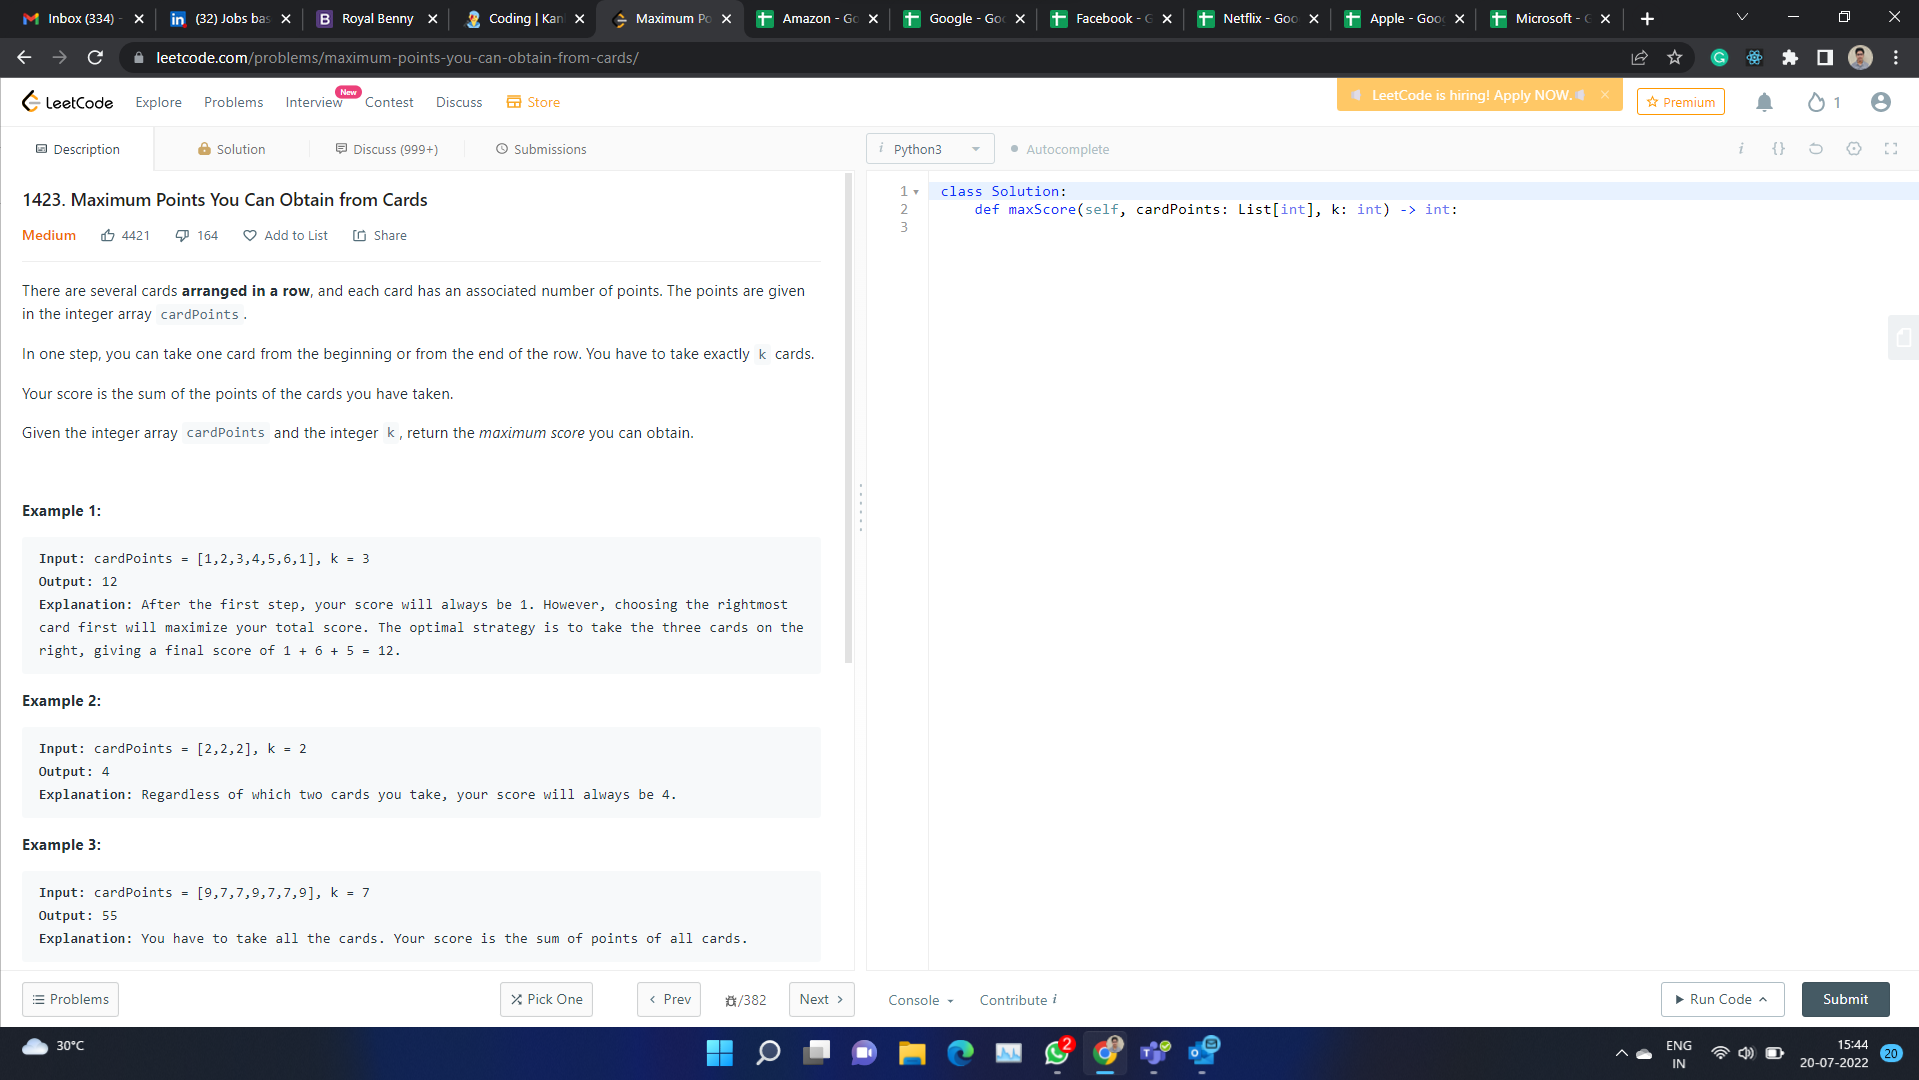 Inbox (334) -
(32) Jobs bas
Royal Benny
Coding | Kan
Maximum Po
Amazon - Go
Google - Goo
Facebook - G
Netflix - Goo
Apple - Goog
Microsoft - G
leetcode.com/problems/maximum-points-you-can-obtain-from-cards/
LeetCode
Explore
Problems
Interview
New
Contest
Discuss
Store
LeetCode is hiring! Apply NOW.
Premium
1
Description
Solution
Discuss (999+)
Submissions
i Python3
Autocomplete
i {}
1423. Maximum Points You Can Obtain from Cards
Medium 4421 164 Add to List Share
There are several cards arranged in a row, and each card has an associated number of points. The points are given
in the integer array cardPoints.
In one step, you can take one card from the beginning or from the end of the row. You have to take exactly k cards.
Your score is the sum of the points of the cards you have taken.
Given the integer array cardPoints and the integer k, return the maximum score you can obtain.
Example 1:
Input: cardPoints = [1,2,3,4,5,6,1], k = 3
Output: 12
Explanation: After the first step, your score will always be 1. However, choosing the rightmost
card first will maximize your total score. The optimal strategy is to take the three cards on the
right, giving a final score of 1 + 6 + 5 = 12.
Example 2:
Input: cardPoints = [2,2,2], k = 2
Output: 4
Explanation: Regardless of which two cards you take, your score will always be 4.
Example 3:
Input: cardPoints = [9,7,7,9,7,7,9], k = 7
Output: 55
Explanation: You have to take all the cards. Your score is the sum of points of all cards.
1 class Solution:
2     def maxScore(self, cardPoints: List[int], k: int) -> int:
3
Problems
Pick One
Prev
/382
Next
Console
Contribute i
Run Code
Submit
30°C
2
ENG
IN
15:44
20-07-2022
20